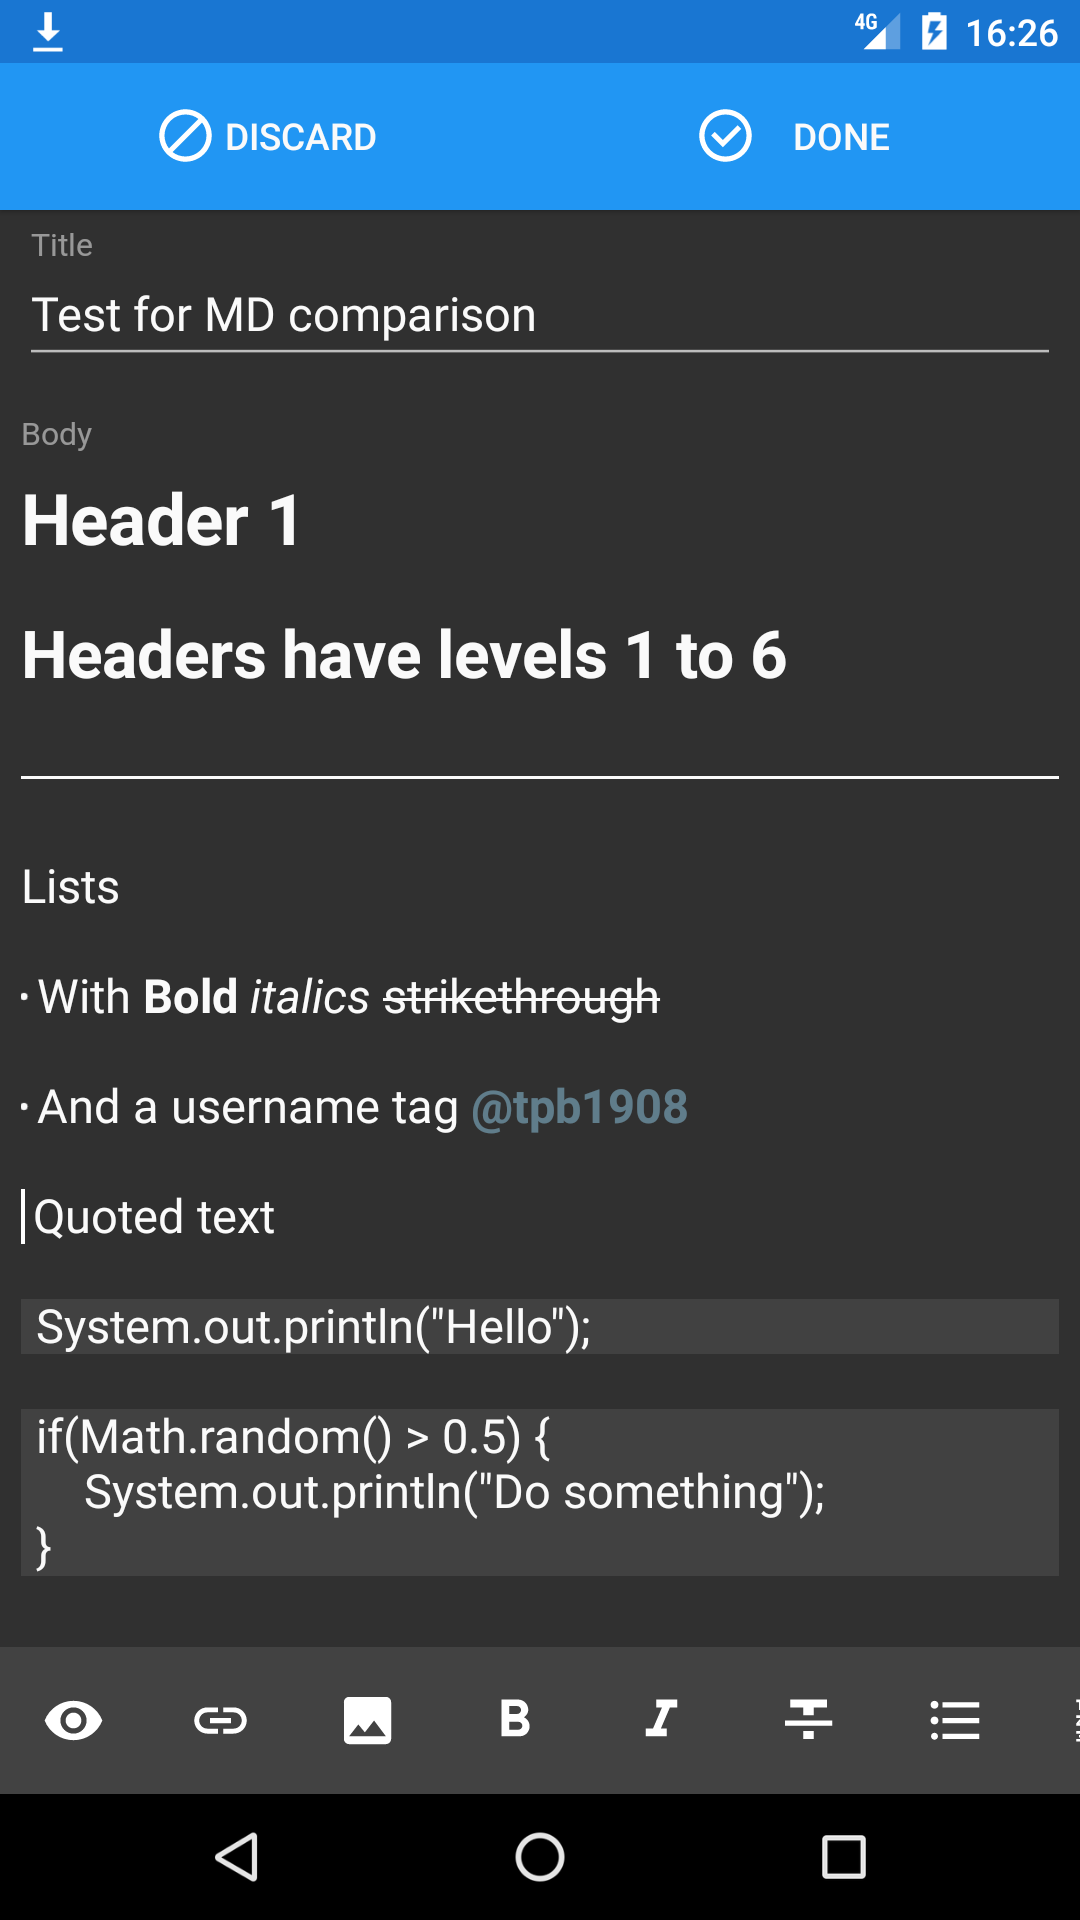 4G 16:26
DISCARD DONE
Title
Test for MD comparison
Body
Header 1
Headers have levels 1 to 6
Lists
· With Bold italics strikethrough
· And a username tag @tpb1908
Quoted text
System.out.println("Hello");
if(Math.random() > 0.5) {
    System.out.println("Do something");
}
B I